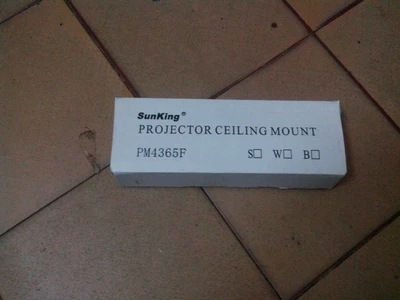 SunKing®
PROJECTOR CEILING MOUNT
PM4365F S□ W□ B□